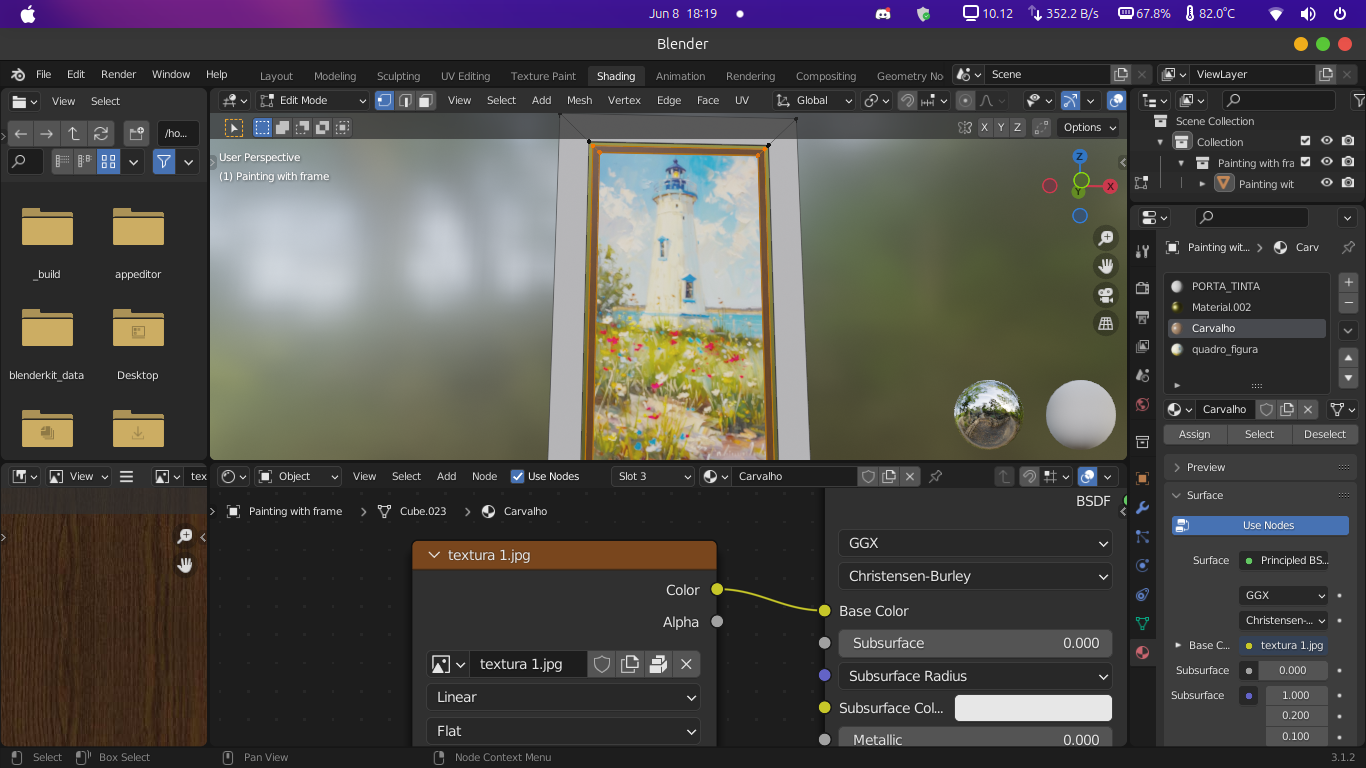 Jun 8 18:19
10.12
352.2 B/s
67.8%
82.0°C
Blender
File Edit Render Window Help
Layout Modeling Sculpting UV Editing Texture Paint Shading Animation Rendering Compositing Geometry No
Scene
ViewLayer
View Select
Edit Mode
View Select Add Mesh Vertex Edge Face UV
Global
/ho...
X Y Z
Options
User Perspective
(1) Painting with frame
Z
X
Y
_build
appeditor
blenderkit_data
Desktop
Scene Collection
Collection
Painting with fra
Painting wit
Painting wit... > Carv
PORTA_TINTA
Material.002
Carvalho
quadro_figura
Carvalho
Assign Select Deselect
Preview
Surface
Use Nodes
Surface Principled BS...
GGX
Christensen-...
Base C... textura 1.jpg
Subsurface 0.000
Subsurface 1.000
0.200
0.100
View
tex
Object
View Select Add Node
Use Nodes
Slot 3
Carvalho
Painting with frame > Cube.023 > Carvalho
textura 1.jpg
Color
Alpha
textura 1.jpg
Linear
Flat
BSDF
GGX
Christensen-Burley
Base Color
Subsurface 0.000
Subsurface Radius
Subsurface Col...
Metallic 0.000
Select Box Select Pan View Node Context Menu 3.1.2